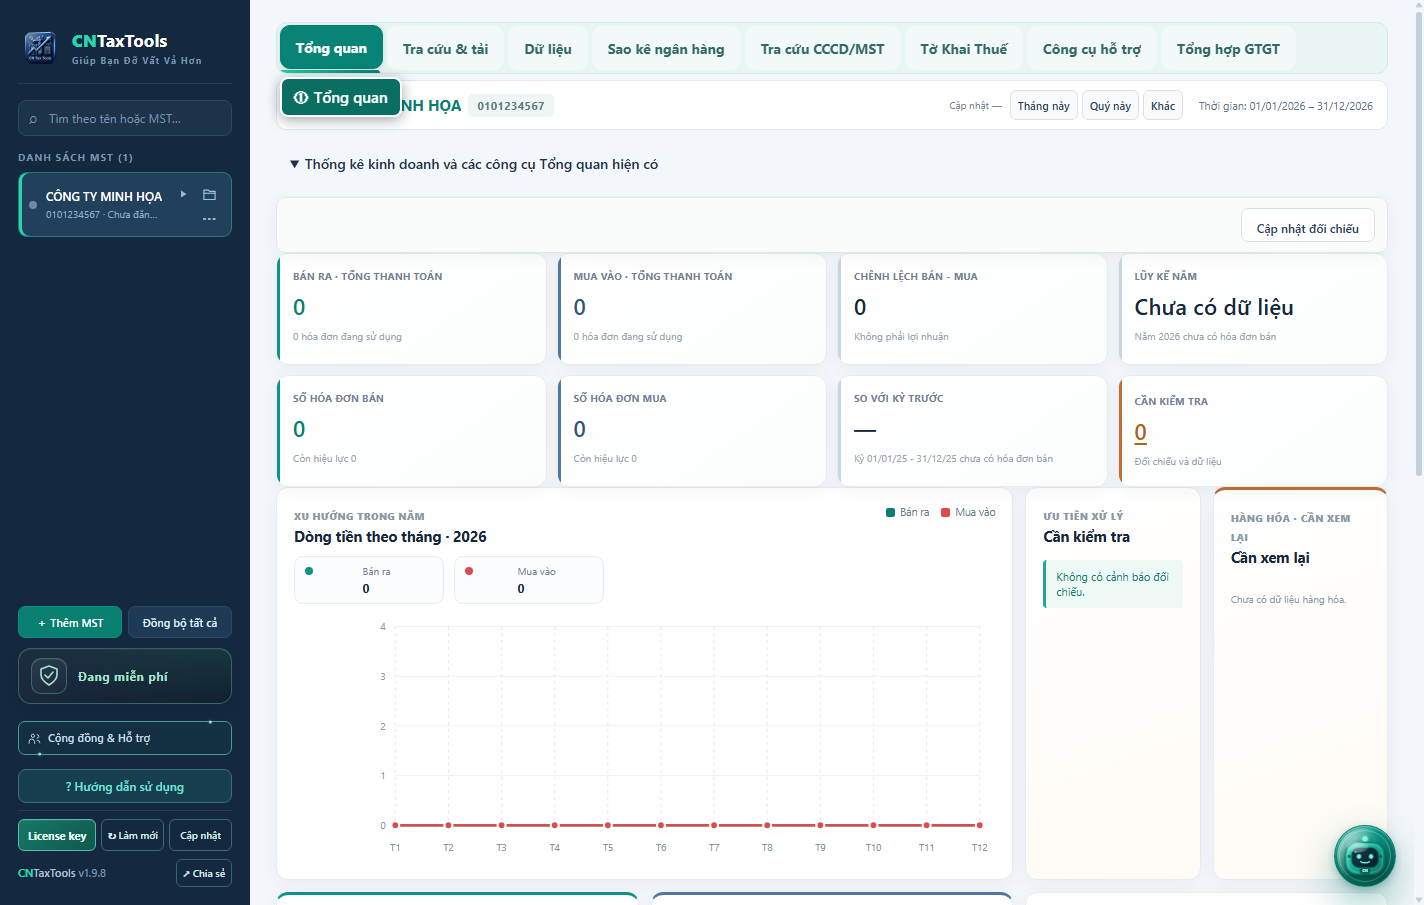 CNTaxTools
Giúp Bạn Đỡ Vất Vả Hơn
Tìm theo tên hoặc MST...
DANH SÁCH MST (1)
CÔNG TY MINH HỌA
0101234567 · Chưa đăn...
+ Thêm MST
Đồng bộ tất cả
Đang miễn phí
Cộng đồng & Hỗ trợ
? Hướng dẫn sử dụng
License key
↻ Làm mới
Cập nhật
CNTaxTools v1.9.8
↗ Chia sẻ
Tổng quan
Tra cứu & tải
Dữ liệu
Sao kê ngân hàng
Tra cứu CCCD/MST
Tờ Khai Thuế
Công cụ hỗ trợ
Tổng hợp GTGT
① Tổng quan
NH HỌA
0101234567
Cập nhật —
Tháng này
Quý này
Khác
Thời gian: 01/01/2026 – 31/12/2026
▼ Thống kê kinh doanh và các công cụ Tổng quan hiện có
Cập nhật đối chiếu
BÁN RA · TỔNG THANH TOÁN
0
0 hóa đơn đang sử dụng
MUA VÀO · TỔNG THANH TOÁN
0
0 hóa đơn đang sử dụng
CHÊNH LỆCH BÁN - MUA
0
Không phải lợi nhuận
LŨY KẾ NĂM
Chưa có dữ liệu
Năm 2026 chưa có hóa đơn bán
SỐ HÓA ĐƠN BÁN
0
Còn hiệu lực 0
SỐ HÓA ĐƠN MUA
0
Còn hiệu lực 0
SO VỚI KỲ TRƯỚC
—
Kỳ 01/01/25 - 31/12/25 chưa có hóa đơn bán
CẦN KIỂM TRA
0
Đối chiếu và dữ liệu
XU HƯỚNG TRONG NĂM
Dòng tiền theo tháng · 2026
Bán ra
Mua vào
Bán ra
0
Mua vào
0
4
3
2
1
0
T1 T2 T3 T4 T5 T6 T7 T8 T9 T10 T11 T12
ƯU TIÊN XỬ LÝ
Cần kiểm tra
Không có cảnh báo đối
chiếu.
HÀNG HÓA · CẦN XEM
LẠI
Cần xem lại
Chưa có dữ liệu hàng hóa.